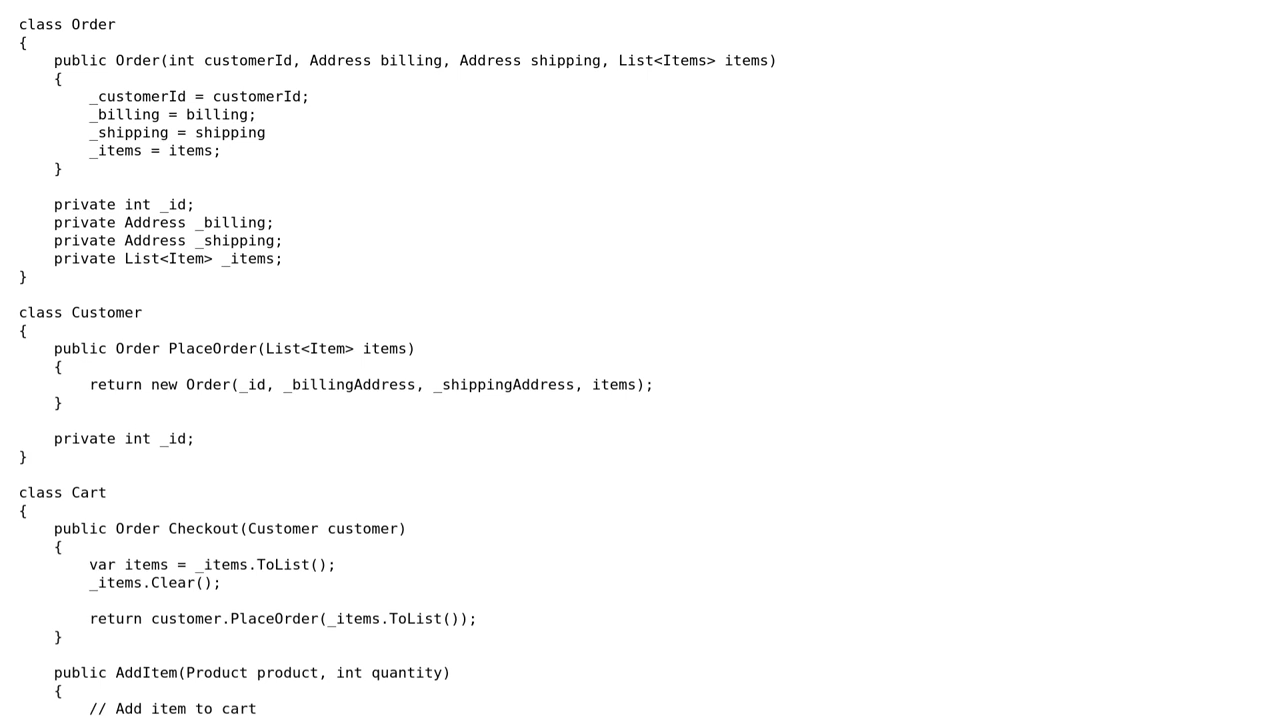 class Order
{
    public Order(int customerId, Address billing, Address shipping, List<Items> items)
    {
        _customerId = customerId;
        _billing = billing;
        _shipping = shipping
        _items = items;
    }

    private int _id;
    private Address _billing;
    private Address _shipping;
    private List<Item> _items;
}

class Customer
{
    public Order PlaceOrder(List<Item> items)
    {
        return new Order(_id, _billingAddress, _shippingAddress, items);
    }

    private int _id;
}

class Cart
{
    public Order Checkout(Customer customer)
    {
        var items = _items.ToList();
        _items.Clear();

        return customer.PlaceOrder(_items.ToList());
    }

    public AddItem(Product product, int quantity)
    {
        // Add item to cart